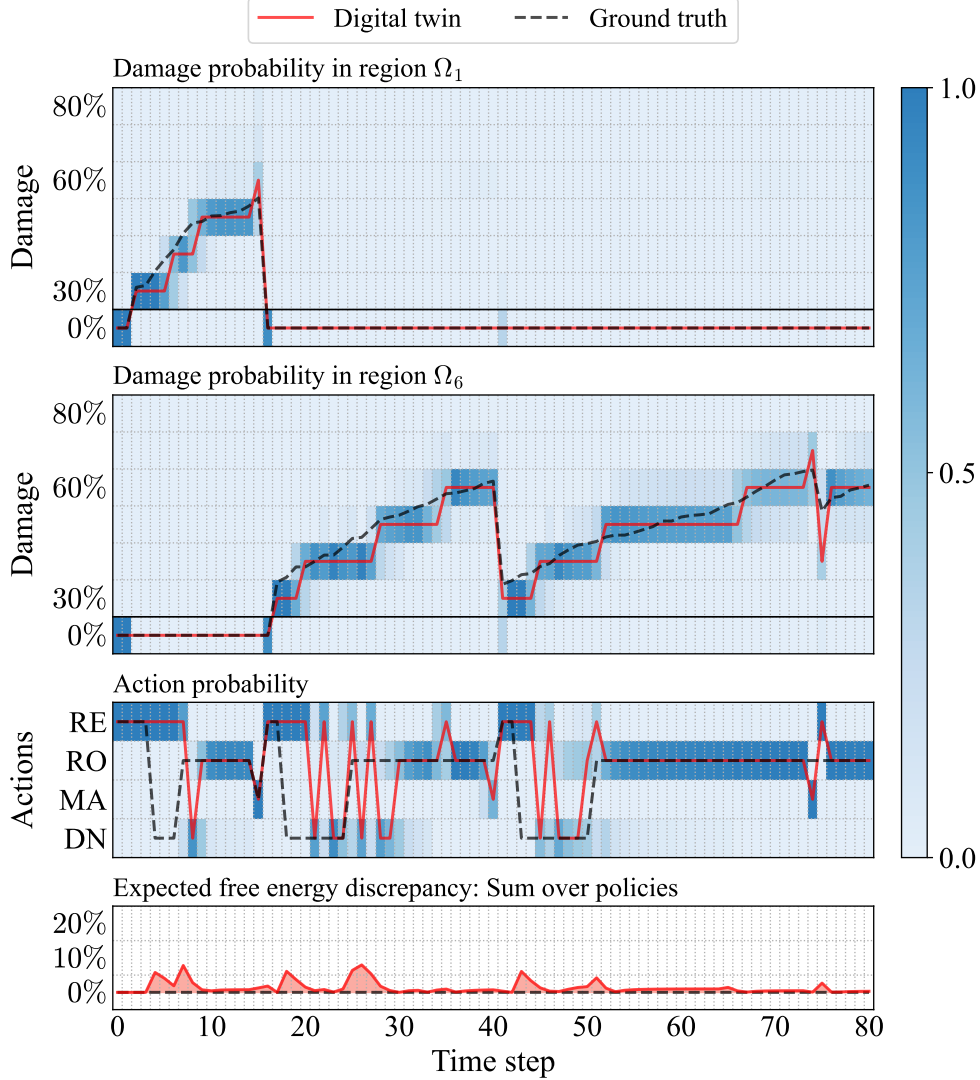 Digital twin
Ground truth
Damage probability in region Ω₁
80%
60%
30%
0%
Damage
1.0
0.5
0.0
Damage probability in region Ω₆
80%
60%
30%
0%
Damage
Action probability
RE
RO
MA
DN
Actions
Expected free energy discrepancy: Sum over policies
20%
10%
0%
0 10 20 30 40 50 60 70 80
Time step